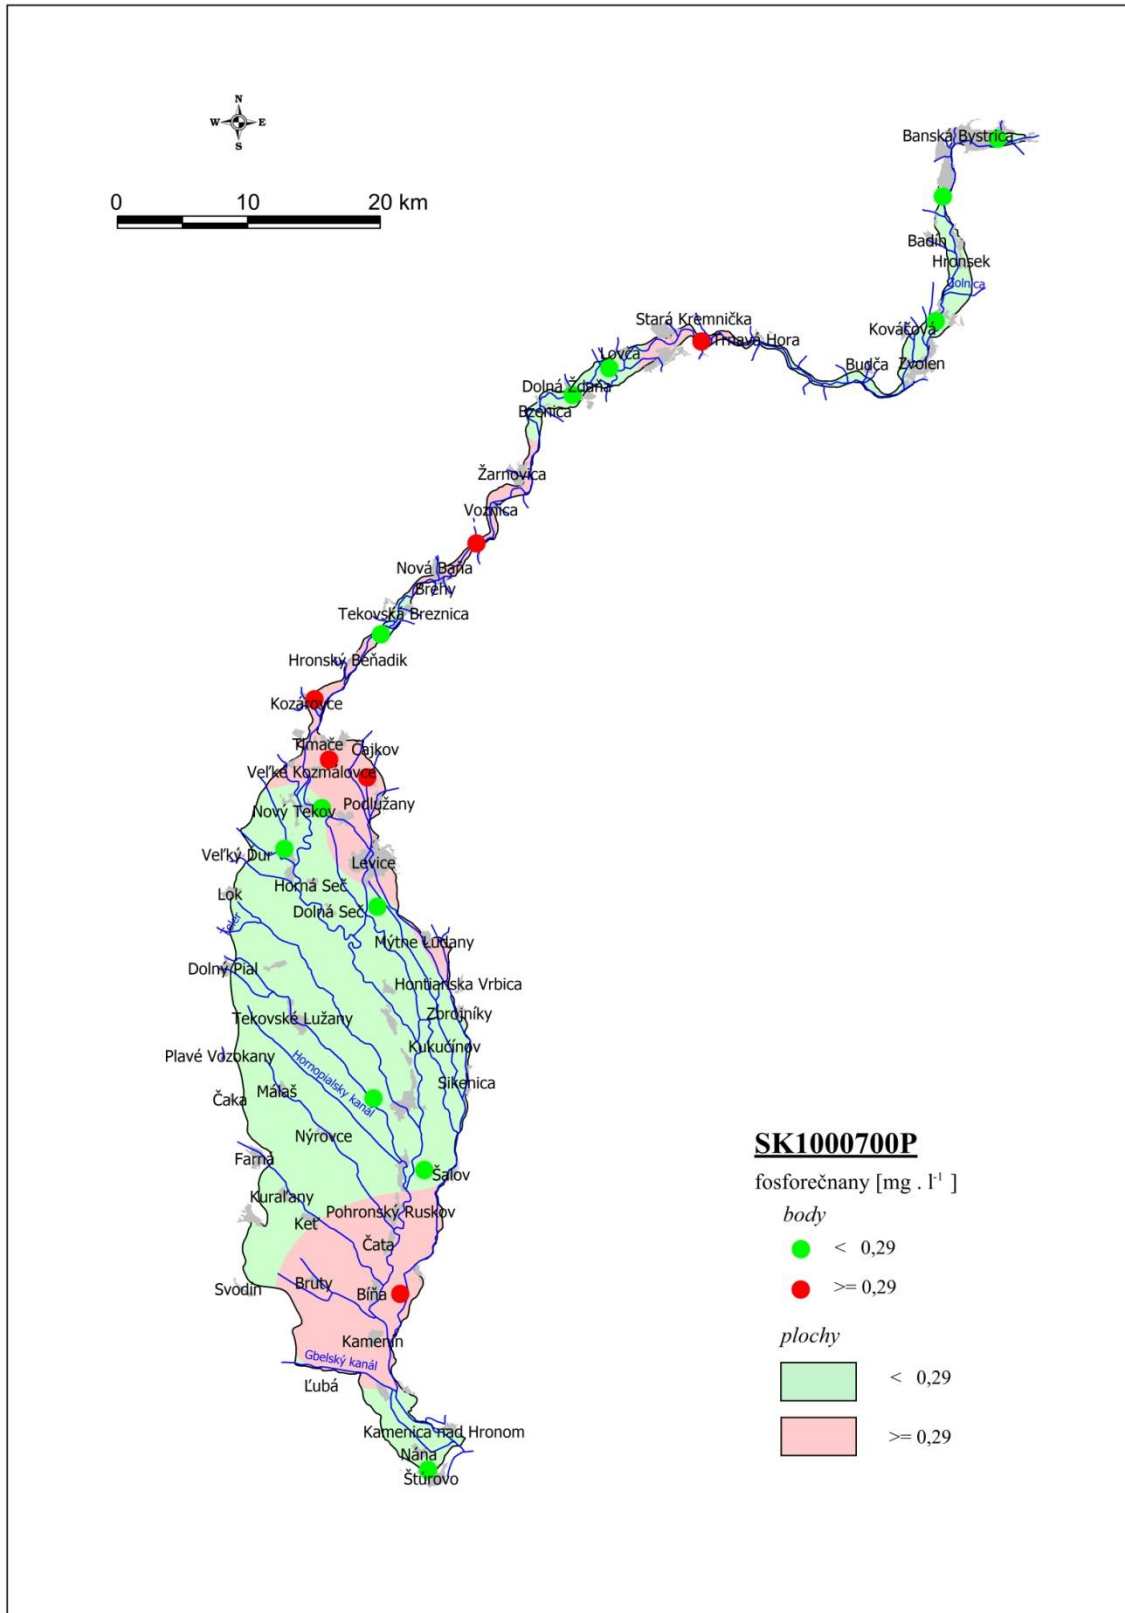 N
W E
S
0 10 20 km
Banská Bystrica
Badín
Hronsek
Kováčová
Zvolen
Budča
Stará Kremnička
Trnavá Hora
Lovča
Dolná Ždaňa
Bzenica
Žarnovica
Voznica
Nová Baňa
Brehy
Tekovská Breznica
Hronský Beňadik
Kozárovce
Tlmače
Čajkov
Veľké Kozmálovce
Nový Tekov
Podlužany
Veľký Ďur
Levice
Horná Seč
Lok
Dolná Seč
Mýtne Ludany
Dolný Pial
Hontianska Vrbica
Tekovské Lužany
Zbrojníky
Plavé Vozokany
Hornopialsky kanál
Kukučínov
Málaš
Sikenica
Čaka
Nýrovce
Farná
Šalov
Kuraľany
Pohronský Ruskov
Keť
Čata
Svodín
Bruty
Bíňa
Kamenín
Gbelský kanál
Ľubá
Kamenica nad Hronom
Nána
Štúrovo
SK1000700P
fosforečnany [mg . l-1 ]
body
< 0,29
>= 0,29
plochy
< 0,29
>= 0,29